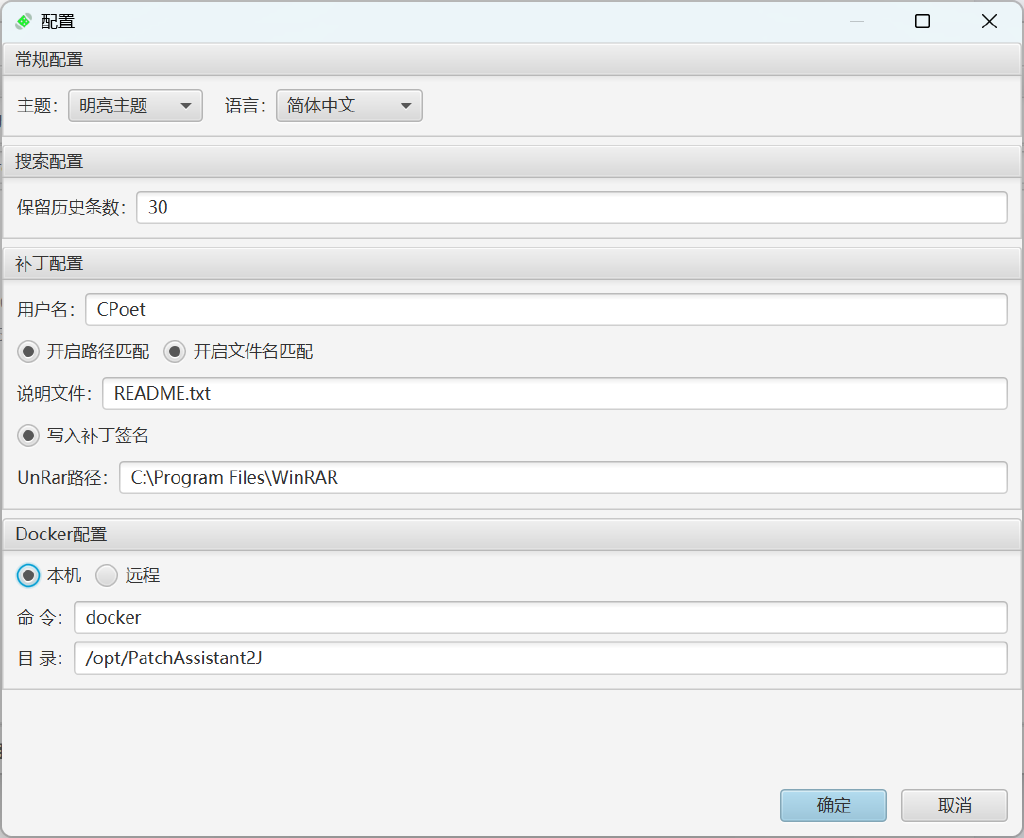 配置
常规配置
主题: 明亮主题 语言: 简体中文
搜索配置
保留历史条数: 30
补丁配置
用户名: CPoet
开启路径匹配 开启文件名匹配
说明文件: README.txt
写入补丁签名
UnRar路径: C:\Program Files\WinRAR
Docker配置
本机 远程
命 令: docker
目 录: /opt/PatchAssistant2J
确定 取消